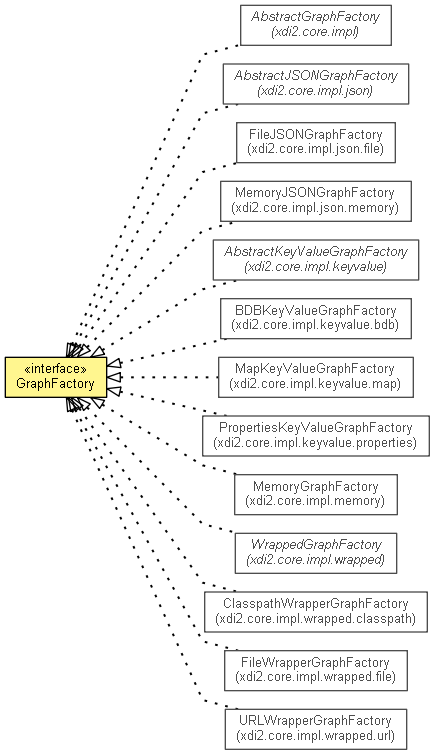 AbstractGraphFactory
(xdi2.core.impl)
AbstractJSONGraphFactory
(xdi2.core.impl.json)
FileJSONGraphFactory
(xdi2.core.impl.json.file)
MemoryJSONGraphFactory
(xdi2.core.impl.json.memory)
AbstractKeyValueGraphFactory
(xdi2.core.impl.keyvalue)
BDBKeyValueGraphFactory
(xdi2.core.impl.keyvalue.bdb)
«interface»
GraphFactory
MapKeyValueGraphFactory
(xdi2.core.impl.keyvalue.map)
PropertiesKeyValueGraphFactory
(xdi2.core.impl.keyvalue.properties)
MemoryGraphFactory
(xdi2.core.impl.memory)
WrappedGraphFactory
(xdi2.core.impl.wrapped)
ClasspathWrapperGraphFactory
(xdi2.core.impl.wrapped.classpath)
FileWrapperGraphFactory
(xdi2.core.impl.wrapped.file)
URLWrapperGraphFactory
(xdi2.core.impl.wrapped.url)